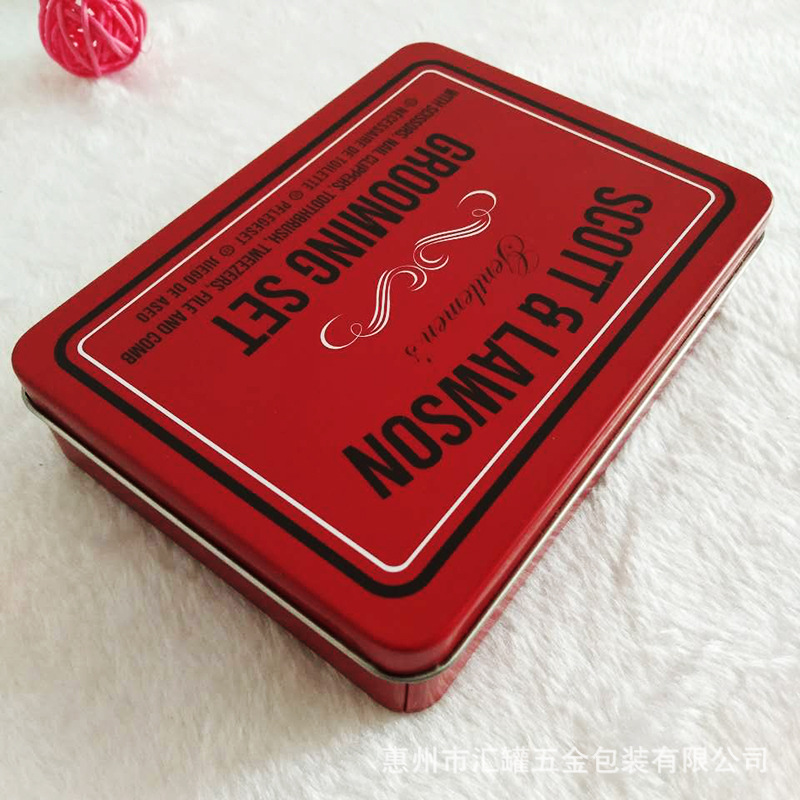 SCOTT & LAWSON
Gentlemen's
GROOMING SET
WITH SCISSORS, NAIL CLIPPERS, TOOTHBRUSH, TWEEZERS, FILE AND COMB
NECESSAIRE DE TOILETTE PFLEGESET JUEGO DE ASEO
惠州市汇罐五金包装有限公司